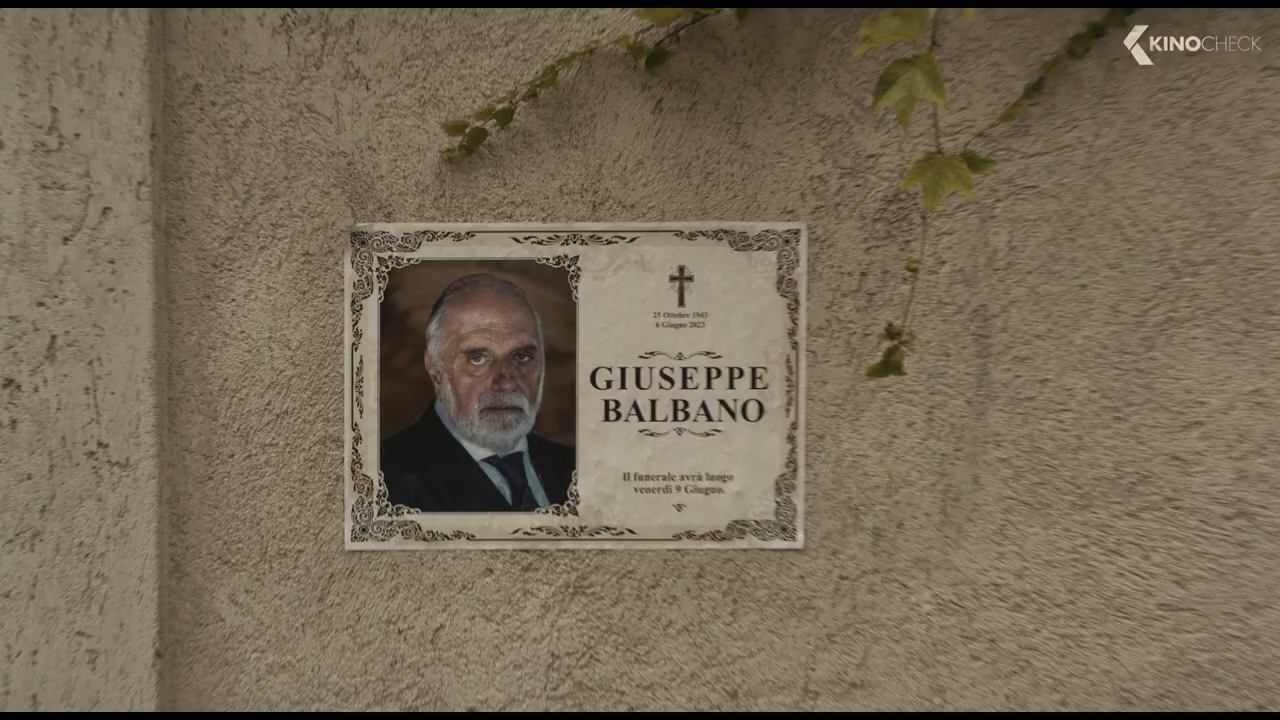 KINOCHECK
25 Ottobre 1943
6 Giugno 2023
GIUSEPPE
BALBANO
Il funerale avrà luogo
venerdì 9 Giugno.